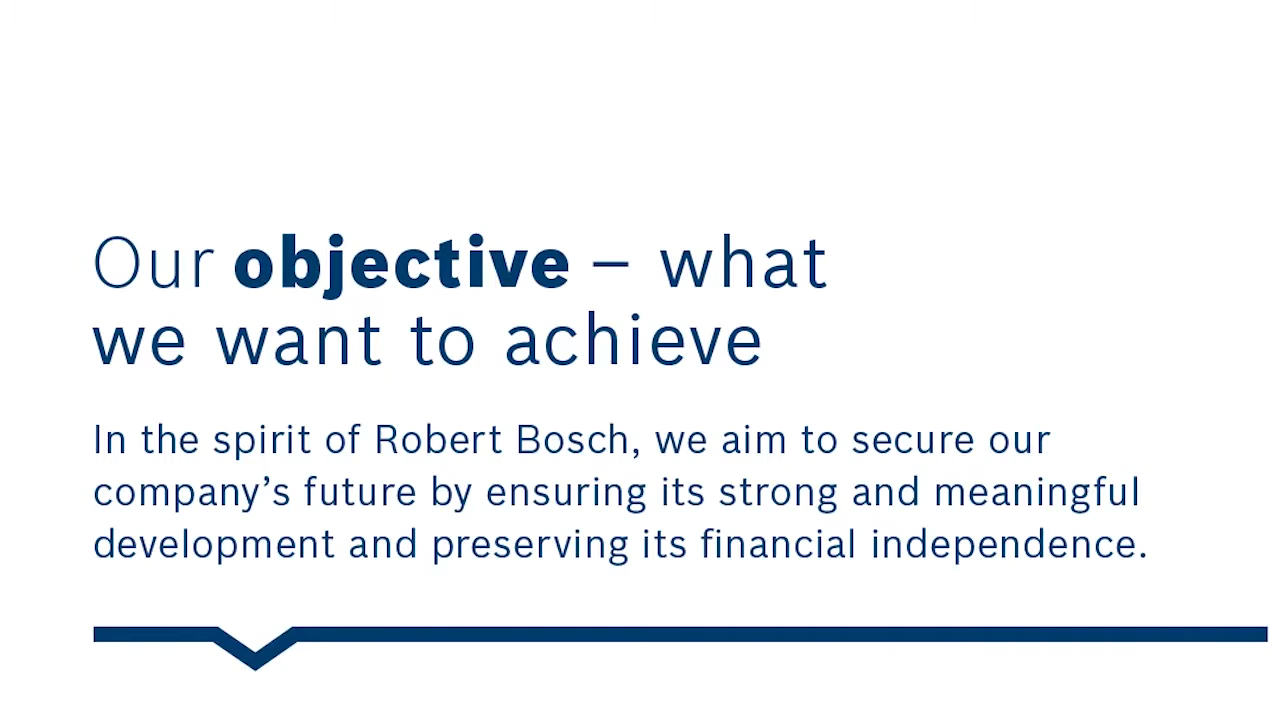 Our objective – what
we want to achieve
In the spirit of Robert Bosch, we aim to secure our
company’s future by ensuring its strong and meaningful
development and preserving its financial independence.